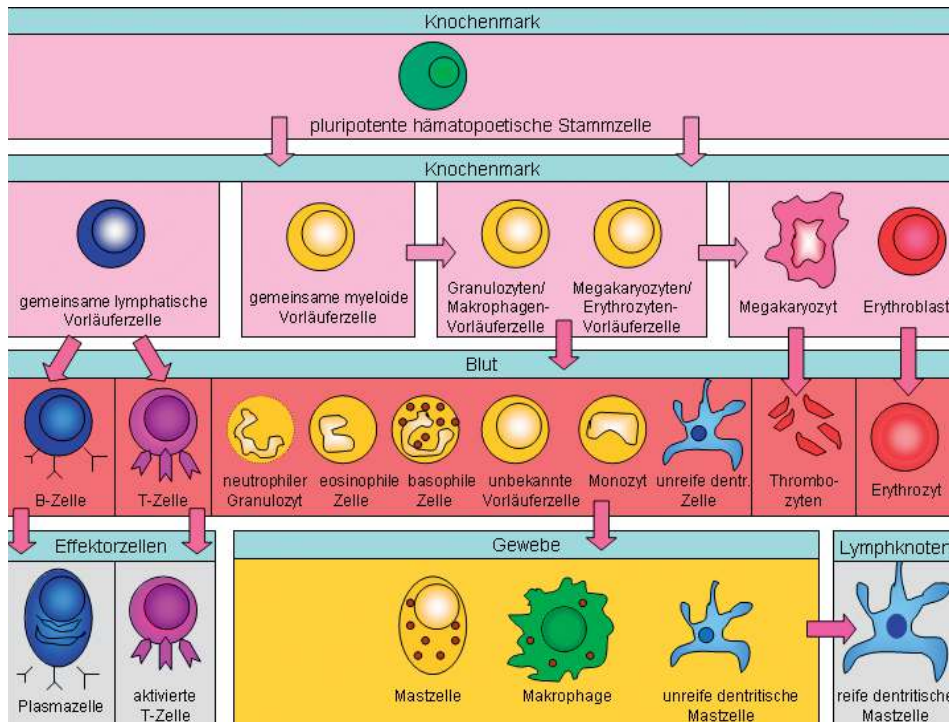 Knochenmark
pluripotente hämatopoetische Stammzelle
Knochenmark
gemeinsame lymphatische
Vorläuferzelle
gemeinsame myeloide
Vorläuferzelle
Granulozyten/
Makrophagen-
Vorläuferzelle
Megakaryozyten/
Erythrozyten-
Vorläuferzelle
Megakaryozyt
Erythroblast
Blut
B-Zelle
T-Zelle
neutrophiler
Granulozyt
eosinophile
Zelle
basophile
Zelle
unbekannte
Vorläuferzelle
Monozyt
unreife dentr.
Zelle
Thrombo-
zyten
Erythrozyt
Effektorzellen
Gewebe
Lymphknoten
Plasmazelle
aktivierte
T-Zelle
Mastzelle
Makrophage
unreife dentritische
Mastzelle
reife dentritische
Mastzelle